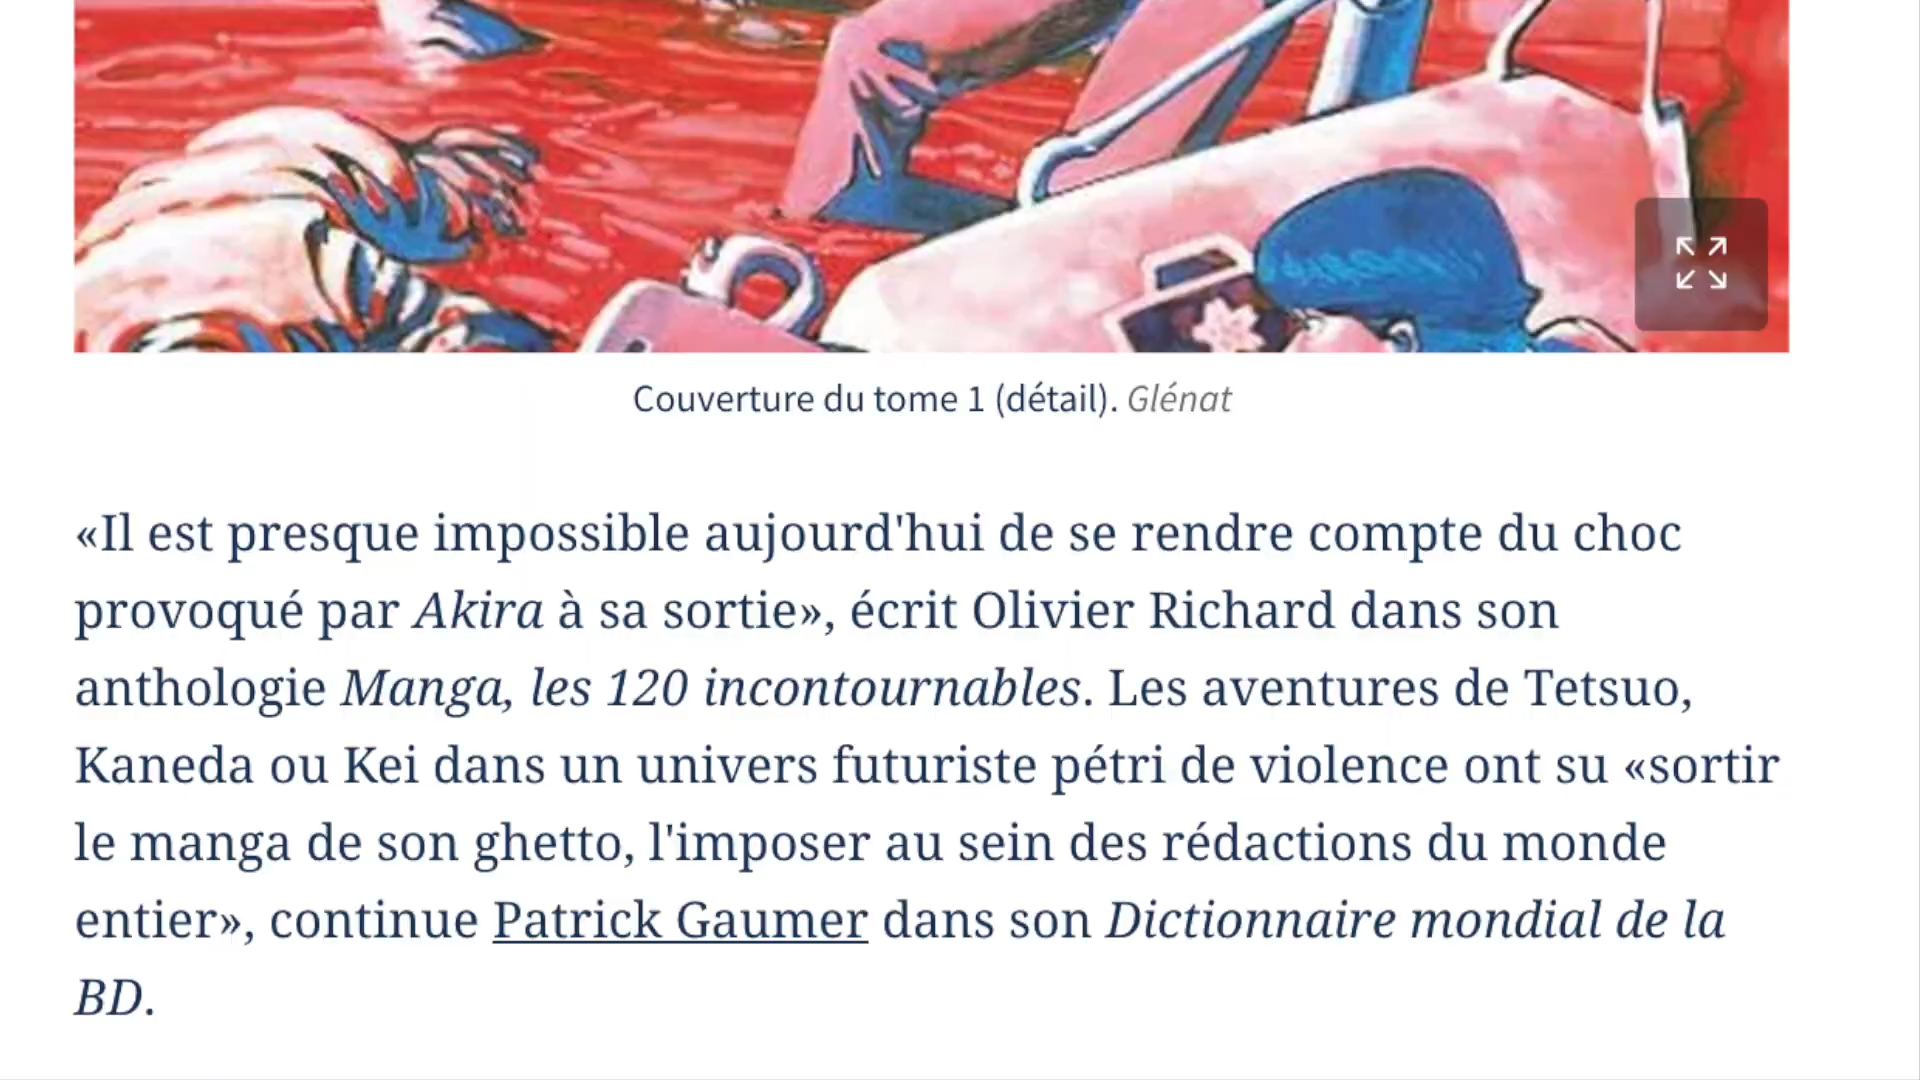 Couverture du tome 1 (détail). Glénat
«Il est presque impossible aujourd'hui de se rendre compte du choc
provoqué par Akira à sa sortie», écrit Olivier Richard dans son
anthologie Manga, les 120 incontournables. Les aventures de Tetsuo,
Kaneda ou Kei dans un univers futuriste pétri de violence ont su «sortir
le manga de son ghetto, l'imposer au sein des rédactions du monde
entier», continue Patrick Gaumer dans son Dictionnaire mondial de la
BD.